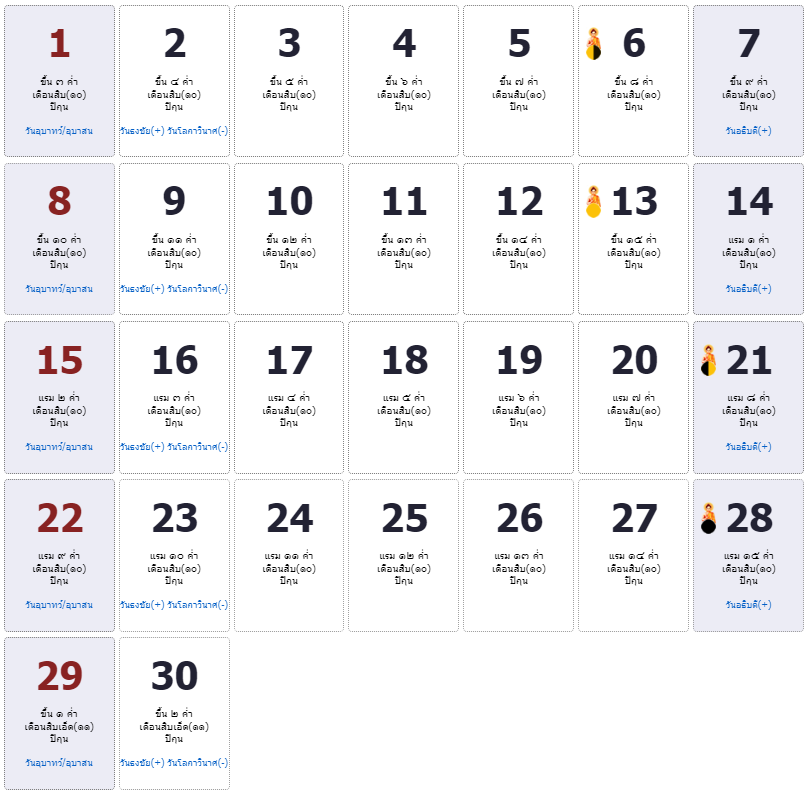 1
ขึ้น ๓ ค่ำ
เดือนสิบ(๑๐)
ปีกุน
วันอุบาทว์/อุบาสน
2
ขึ้น ๔ ค่ำ
เดือนสิบ(๑๐)
ปีกุน
วันธงชัย(+) วันโลกาวินาศ(-)
3
ขึ้น ๕ ค่ำ
เดือนสิบ(๑๐)
ปีกุน
4
ขึ้น ๖ ค่ำ
เดือนสิบ(๑๐)
ปีกุน
5
ขึ้น ๗ ค่ำ
เดือนสิบ(๑๐)
ปีกุน
6
ขึ้น ๘ ค่ำ
เดือนสิบ(๑๐)
ปีกุน
7
ขึ้น ๙ ค่ำ
เดือนสิบ(๑๐)
ปีกุน
วันอธิบดี(+)
8
ขึ้น ๑๐ ค่ำ
เดือนสิบ(๑๐)
ปีกุน
วันอุบาทว์/อุบาสน
9
ขึ้น ๑๑ ค่ำ
เดือนสิบ(๑๐)
ปีกุน
วันธงชัย(+) วันโลกาวินาศ(-)
10
ขึ้น ๑๒ ค่ำ
เดือนสิบ(๑๐)
ปีกุน
11
ขึ้น ๑๓ ค่ำ
เดือนสิบ(๑๐)
ปีกุน
12
ขึ้น ๑๔ ค่ำ
เดือนสิบ(๑๐)
ปีกุน
13
ขึ้น ๑๕ ค่ำ
เดือนสิบ(๑๐)
ปีกุน
14
แรม ๑ ค่ำ
เดือนสิบ(๑๐)
ปีกุน
วันอธิบดี(+)
15
แรม ๒ ค่ำ
เดือนสิบ(๑๐)
ปีกุน
วันอุบาทว์/อุบาสน
16
แรม ๓ ค่ำ
เดือนสิบ(๑๐)
ปีกุน
วันธงชัย(+) วันโลกาวินาศ(-)
17
แรม ๔ ค่ำ
เดือนสิบ(๑๐)
ปีกุน
18
แรม ๕ ค่ำ
เดือนสิบ(๑๐)
ปีกุน
19
แรม ๖ ค่ำ
เดือนสิบ(๑๐)
ปีกุน
20
แรม ๗ ค่ำ
เดือนสิบ(๑๐)
ปีกุน
21
แรม ๘ ค่ำ
เดือนสิบ(๑๐)
ปีกุน
วันอธิบดี(+)
22
แรม ๙ ค่ำ
เดือนสิบ(๑๐)
ปีกุน
วันอุบาทว์/อุบาสน
23
แรม ๑๐ ค่ำ
เดือนสิบ(๑๐)
ปีกุน
วันธงชัย(+) วันโลกาวินาศ(-)
24
แรม ๑๑ ค่ำ
เดือนสิบ(๑๐)
ปีกุน
25
แรม ๑๒ ค่ำ
เดือนสิบ(๑๐)
ปีกุน
26
แรม ๑๓ ค่ำ
เดือนสิบ(๑๐)
ปีกุน
27
แรม ๑๔ ค่ำ
เดือนสิบ(๑๐)
ปีกุน
28
แรม ๑๕ ค่ำ
เดือนสิบ(๑๐)
ปีกุน
วันอธิบดี(+)
29
ขึ้น ๑ ค่ำ
เดือนสิบเอ็ด(๑๑)
ปีกุน
วันอุบาทว์/อุบาสน
30
ขึ้น ๒ ค่ำ
เดือนสิบเอ็ด(๑๑)
ปีกุน
วันธงชัย(+) วันโลกาวินาศ(-)